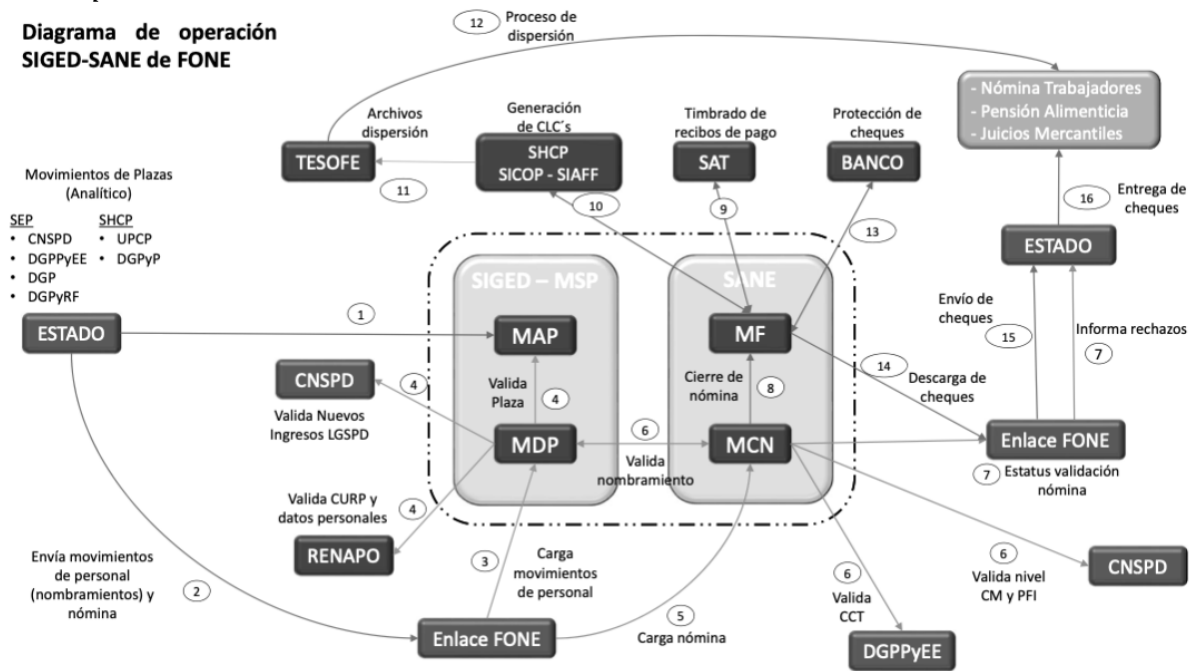 Diagrama de operación
SIGED-SANE de FONE
12
Proceso de
dispersión
- Nómina Trabajadores
- Pensión Alimenticia
- Juicios Mercantiles
Archivos
dispersión
Generación
de CLC´s
Timbrado de
recibos de pago
Protección de
cheques
TESOFE
SHCP
SICOP - SIAFF
SAT
BANCO
11
10
9
13
16
Entrega de
cheques
Movimientos de Plazas
(Analítico)
SEP
• CNSPD
• DGPPyEE
• DGP
• DGPyRF
SHCP
• UPCP
• DGPyP
ESTADO
ESTADO
SIGED – MSP
SANE
1
MAP
MF
Envío de
cheques
15
Informa rechazos
7
CNSPD
4
Valida
Plaza
4
Cierre de
nómina
8
14
Descarga de
cheques
Valida Nuevos
Ingresos LGSPD
MDP
6
Valida
nombramiento
MCN
Enlace FONE
7
Estatus validación
nómina
Valida CURP y
datos personales
4
RENAPO
3
Carga
movimientos
de personal
6
Valida
CCT
6
Valida nivel
CM y PFI
CNSPD
Envía movimientos
de personal
(nombramientos) y
nómina
2
Enlace FONE
5
Carga nómina
DGPPyEE